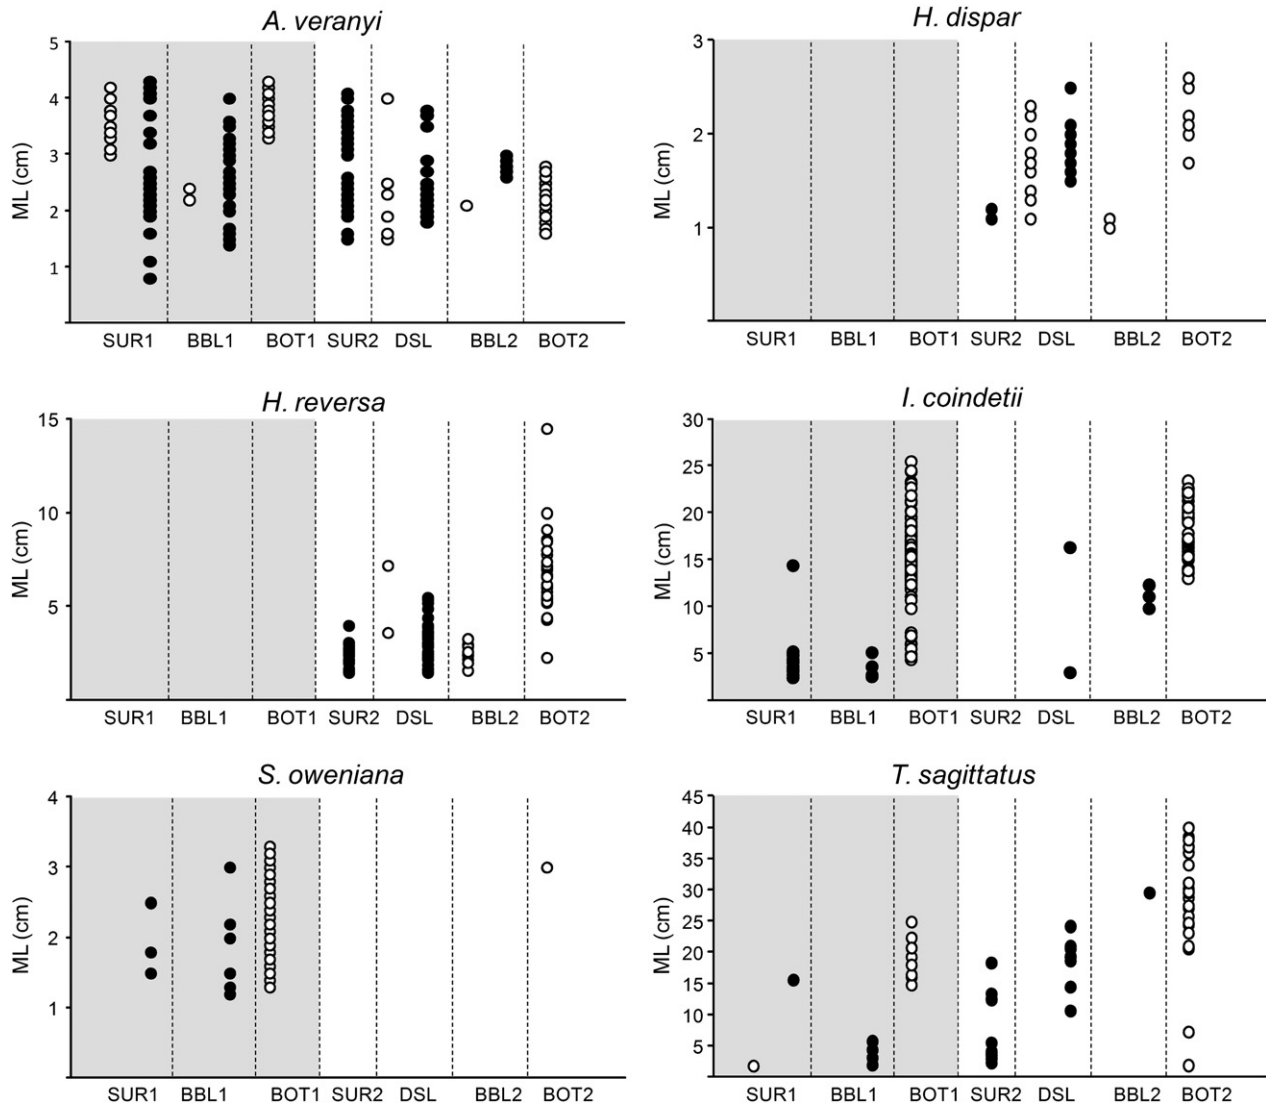 A. veranyi
5
4
3
2
1
ML (cm)
SUR1 BBL1 BOT1 SUR2 DSL BBL2 BOT2
H. dispar
3
2
1
ML (cm)
SUR1 BBL1 BOT1 SUR2 DSL BBL2 BOT2
H. reversa
15
10
5
ML (cm)
SUR1 BBL1 BOT1 SUR2 DSL BBL2 BOT2
I. coindetii
30
25
20
15
10
5
ML (cm)
SUR1 BBL1 BOT1 SUR2 DSL BBL2 BOT2
S. oweniana
4
3
2
1
ML (cm)
SUR1 BBL1 BOT1 SUR2 DSL BBL2 BOT2
T. sagittatus
45
40
35
30
25
20
15
10
5
ML (cm)
SUR1 BBL1 BOT1 SUR2 DSL BBL2 BOT2